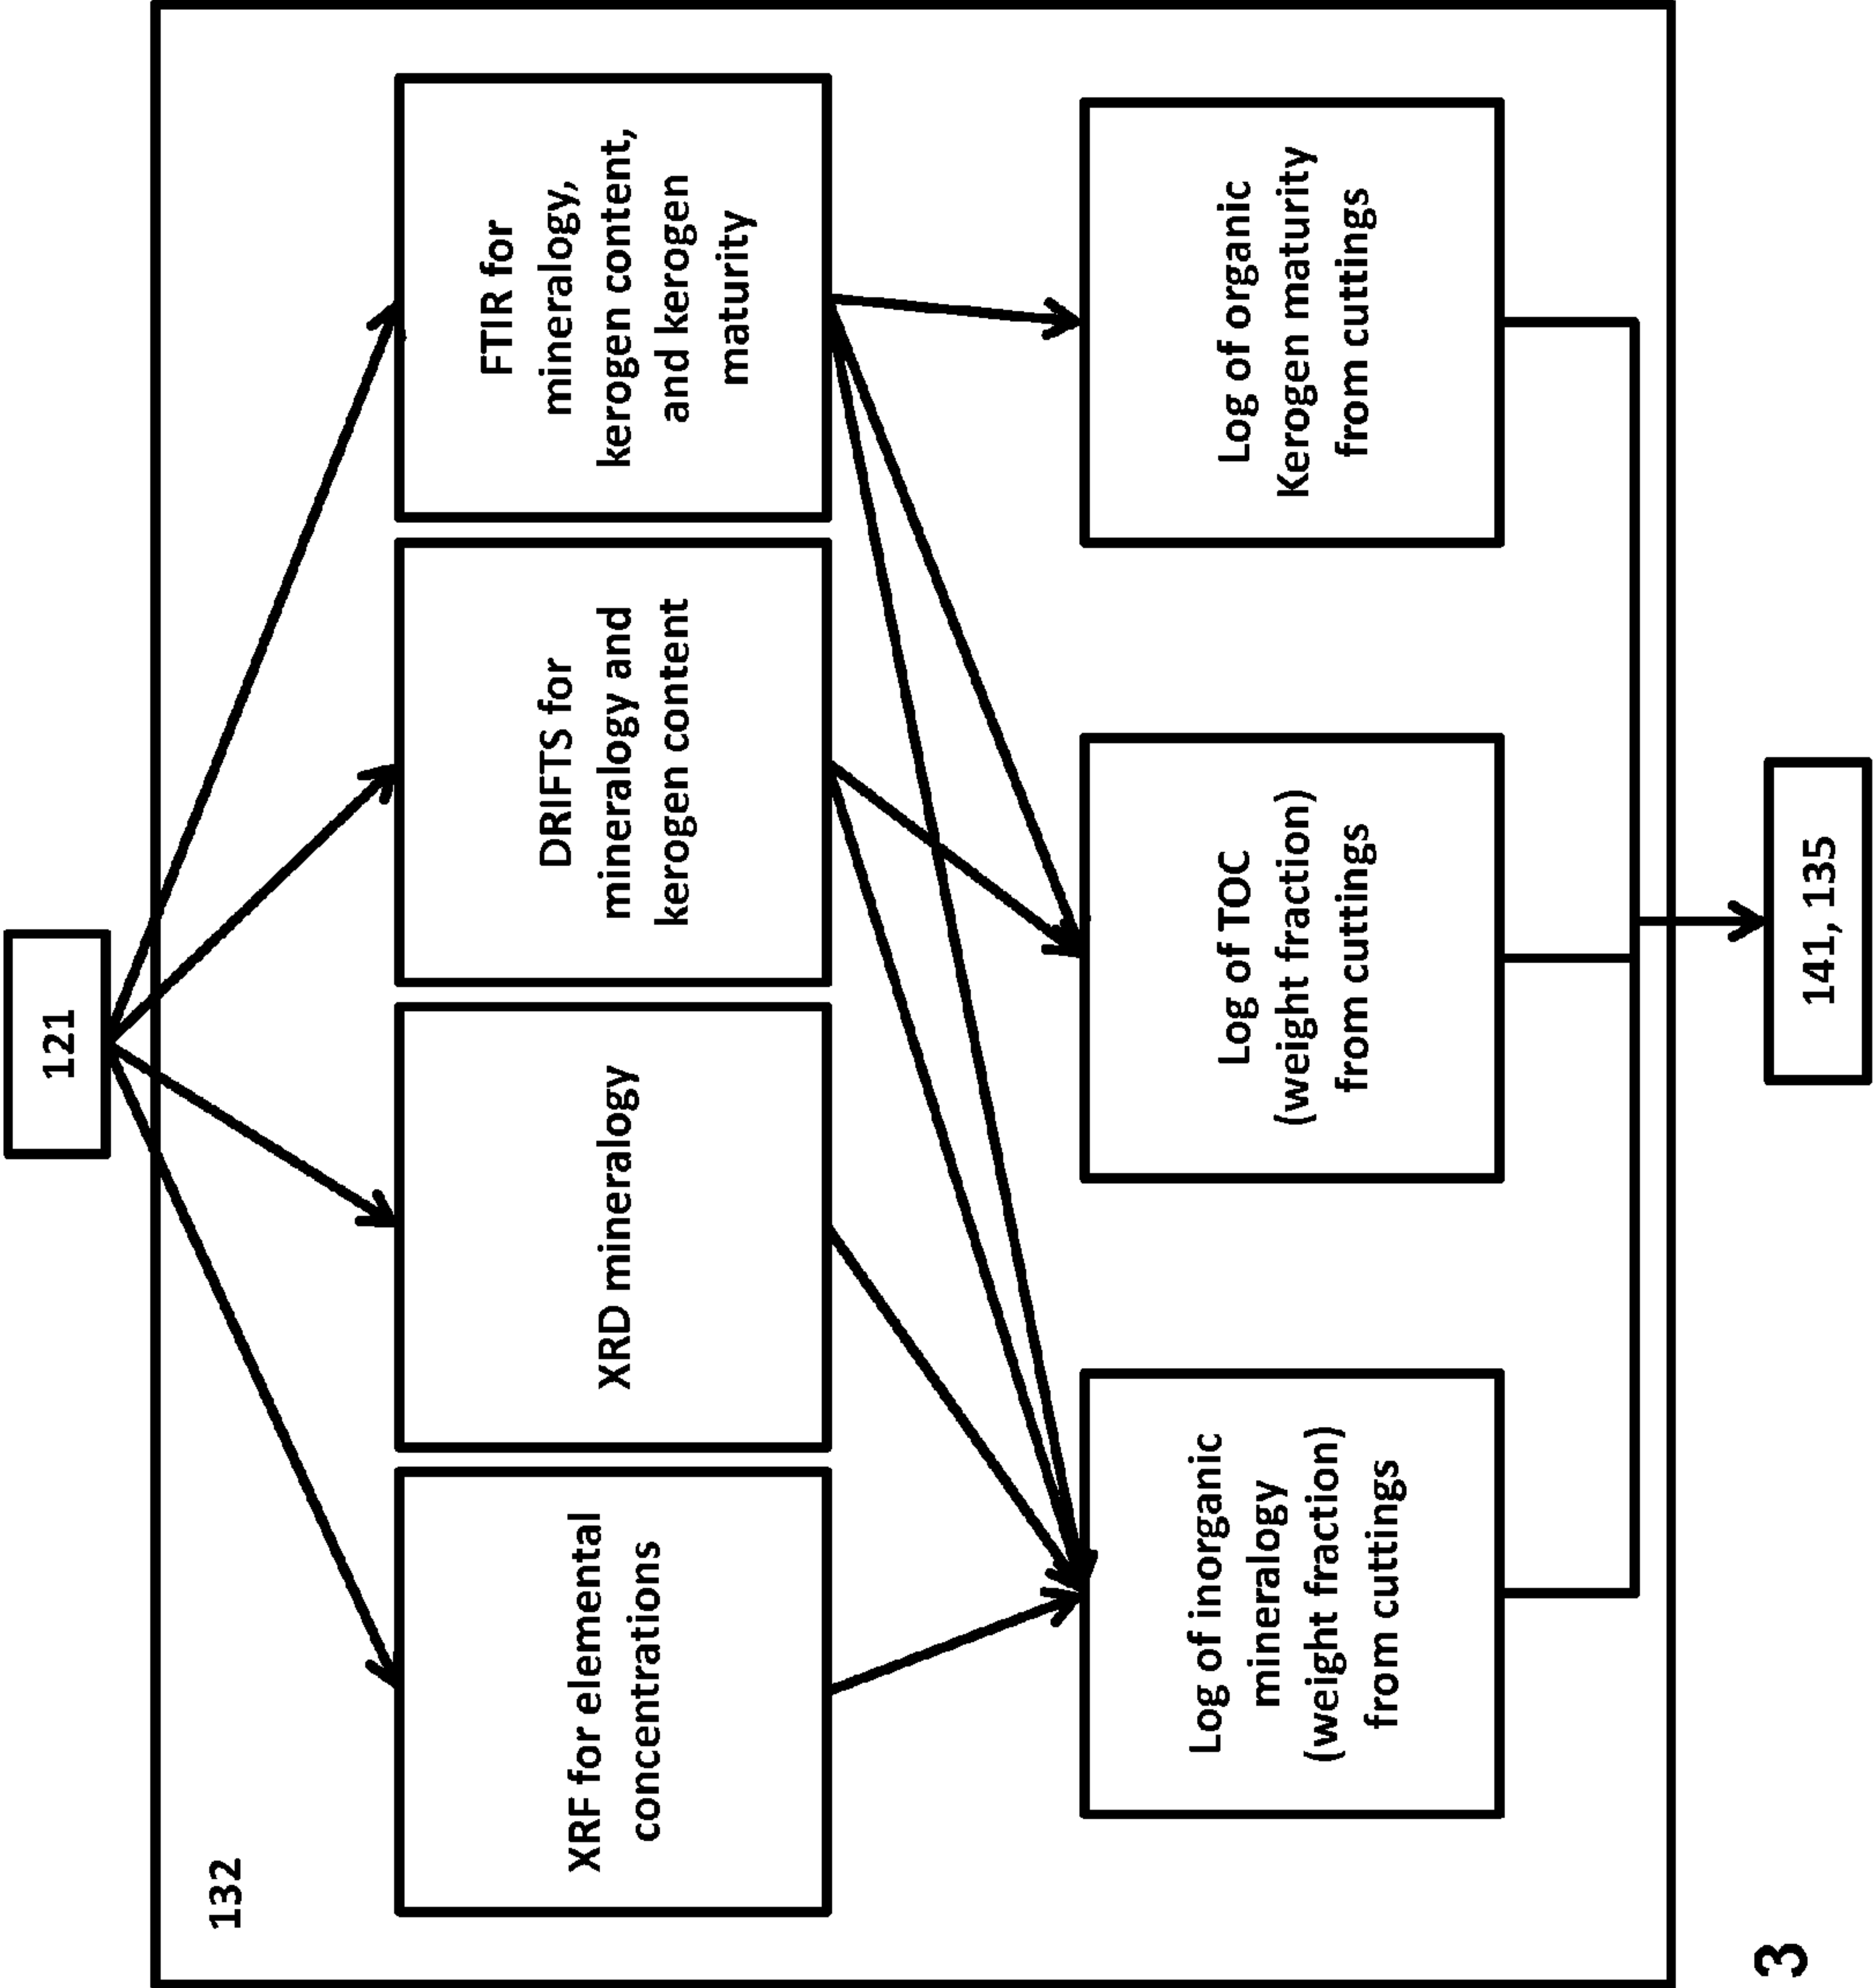 121
132
XRF for elemental
concentrations
XRD mineralogy
DRIFTS for
mineralogy and
kerogen content
FTIR for
mineralogy,
kerogen content,
and kerogen
maturity
Log of inorganic
mineralogy
(weight fraction)
from cuttings
Log of TOC
(weight fraction)
from cuttings
Log of organic
Kerogen maturity
from cuttings
141, 135
3